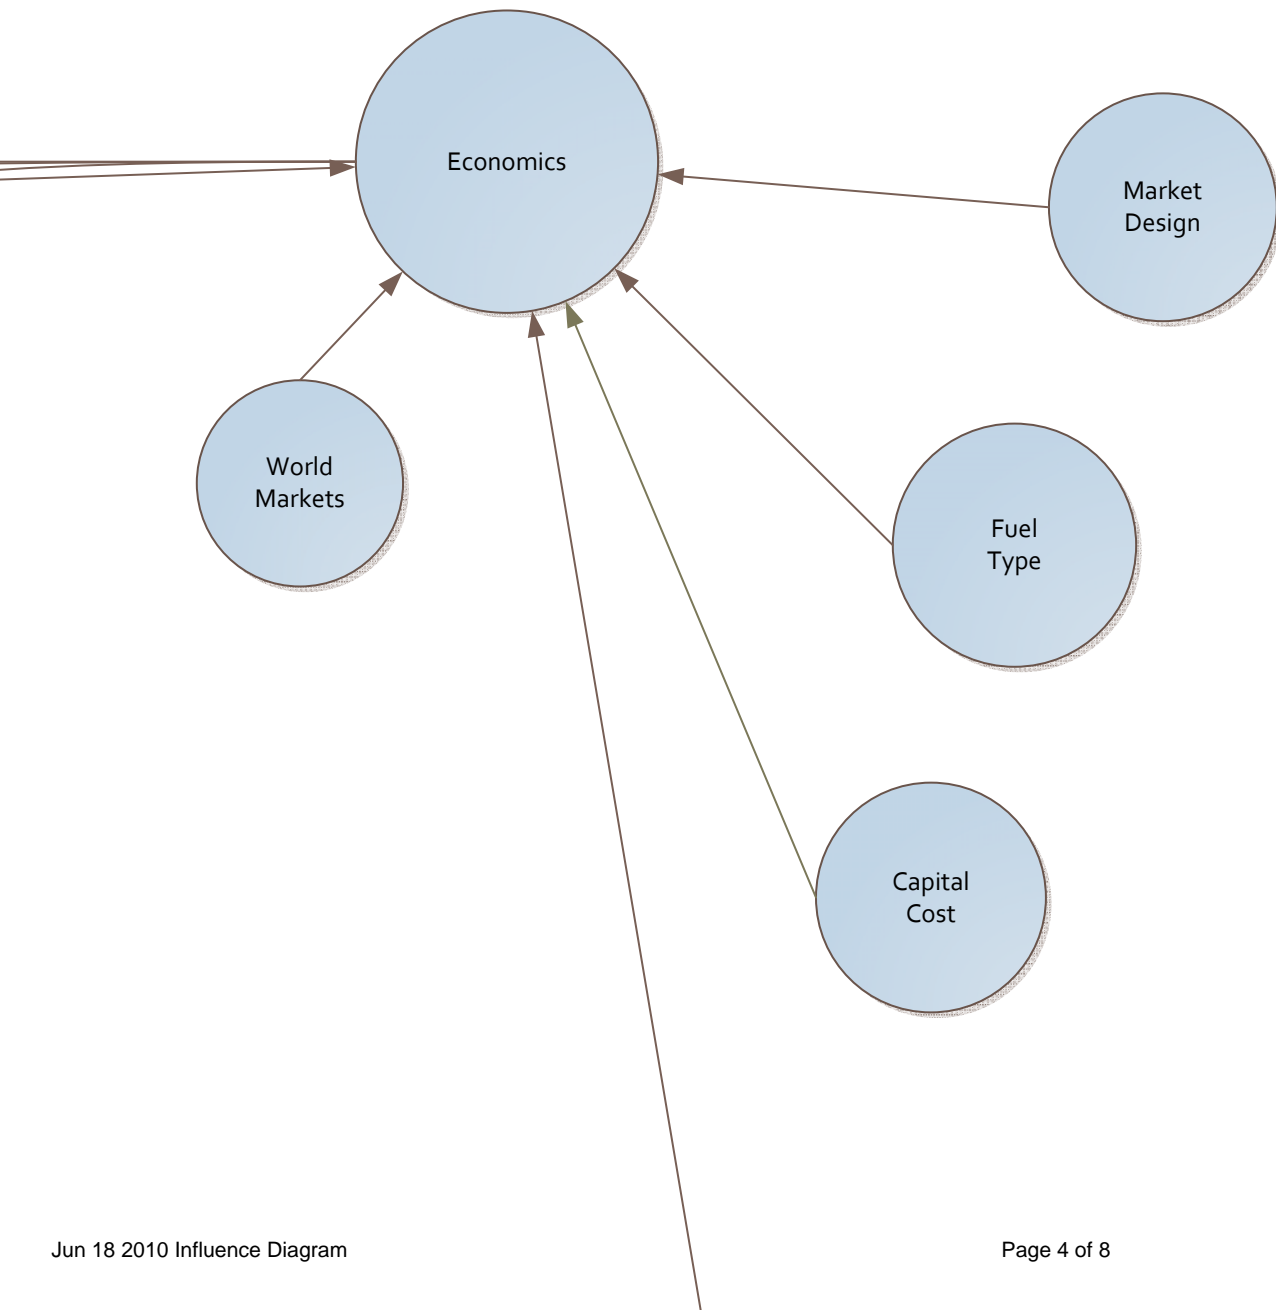 Economics
Market
Design
World
Markets
Fuel
Type
Capital
Cost
Jun 18 2010 Influence Diagram
Page 4 of 8